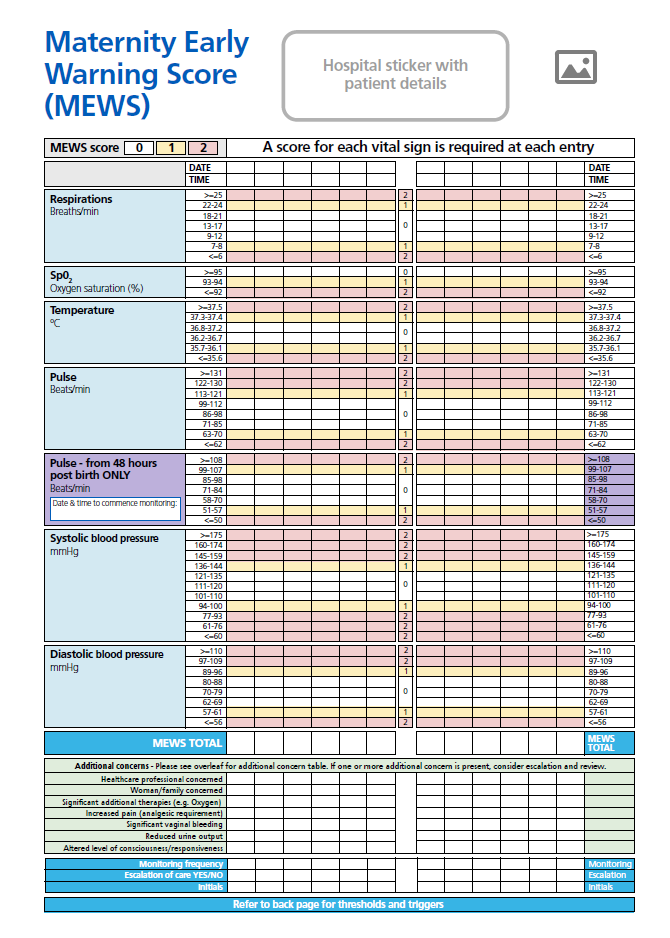 Maternity Early
Warning Score
(MEWS)
Hospital sticker with
patient details
MEWS score 0 1 2 A score for each vital sign is required at each entry
DATE DATE
TIME TIME
Respirations
Breaths/min
>=25 2 >=25
22-24 1 22-24
18-21 18-21
13-17 0 13-17
9-12 9-12
7-8 1 7-8
<=6 2 <=6
Sp0₂
Oxygen saturation (%)
>=95 0 >=95
93-94 1 93-94
<=92 2 <=92
Temperature
ºC
>=37.5 2 >=37.5
37.3-37.4 1 37.3-37.4
36.8-37.2 0 36.8-37.2
36.2-36.7 36.2-36.7
35.7-36.1 1 35.7-36.1
<=35.6 2 <=35.6
Pulse
Beats/min
>=131 2 >=131
122-130 2 122-130
113-121 1 113-121
99-112 99-112
86-98 0 86-98
71-85 71-85
63-70 1 63-70
<=62 2 <=62
Pulse - from 48 hours
post birth ONLY
Beats/min
Date & time to commence monitoring:
>=108 2 >=108
99-107 1 99-107
85-98 85-98
71-84 0 71-84
58-70 58-70
51-57 1 51-57
<=50 2 <=50
Systolic blood pressure
mmHg
>=175 2 >=175
160-174 2 160-174
145-159 2 145-159
136-144 1 136-144
121-135 121-135
111-120 0 111-120
101-110 101-110
94-100 1 94-100
77-93 2 77-93
61-76 2 61-76
<=60 2 <=60
Diastolic blood pressure
mmHg
>=110 2 >=110
97-109 2 97-109
89-96 1 89-96
80-88 80-88
70-79 0 70-79
62-69 62-69
57-61 1 57-61
<=56 2 <=56
MEWS TOTAL MEWS
TOTAL
Additional concerns - Please see overleaf for additional concern table. If one or more additional concern is present, consider escalation and review.
Healthcare professional concerned
Woman/family concerned
Significant additional therapies (e.g. Oxygen)
Increased pain (analgesic requirement)
Significant vaginal bleeding
Reduced urine output
Altered level of consciousness/responsiveness
Monitoring frequency Monitoring
Escalation of care YES/NO Escalation
Initials Initials
Refer to back page for thresholds and triggers